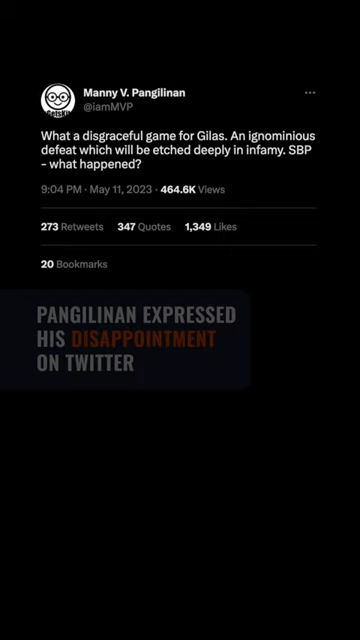 Manny V. Pangilinan
@iamMVP
What a disgraceful game for Gilas. An ignominious
defeat which will be etched deeply in infamy. SBP
- what happened?
9:04 PM · May 11, 2023 · 464.6K Views
273 Retweets 347 Quotes 1,349 Likes
20 Bookmarks
PANGILINAN EXPRESSED
HIS DISAPPOINTMENT
ON TWITTER